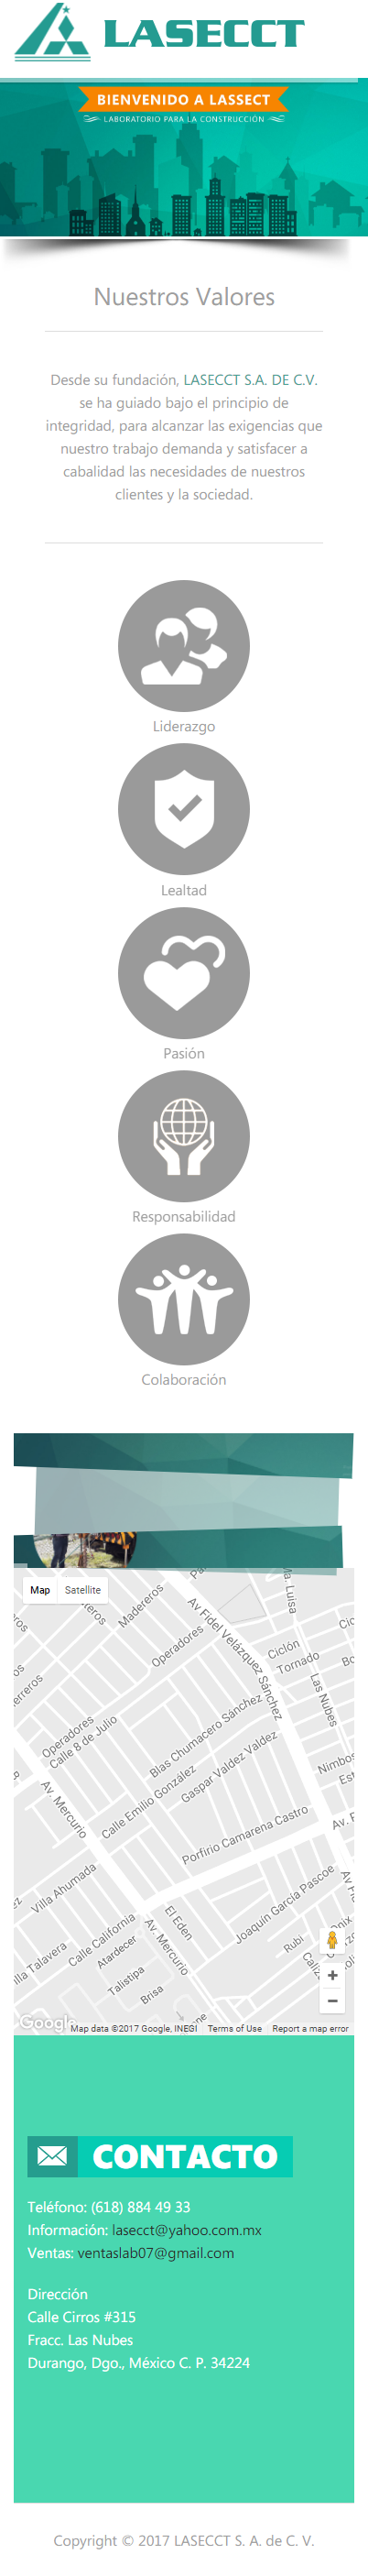 LASECCT
BIENVENIDO A LASSECT
LABORATORIO PARA LA CONSTRUCCIÓN
Nuestros Valores
Desde su fundación, LASECCT S.A. DE C.V.
se ha guiado bajo el principio de
integridad, para alcanzar las exigencias que
nuestro trabajo demanda y satisfacer a
cabalidad las necesidades de nuestros
clientes y la sociedad.
Liderazgo
Lealtad
Pasión
Responsabilidad
Colaboración
Map Satellite
Madereros
Av Fidel Velázquez Sánchez
Ma. Luisa
Operadores
Ciclón
Tornado
Las Nubes
Operadores
Calle 8 de Julio
Blas Chumacero Sánchez
Gaspar Valdez Valdez
Nimbos
Av. Mercurio
Calle Emilio González
Porfirio Camarena Castro
Villa Ahumada
Joaquín García Pascoe
El Eden
Av. Mercurio
Calle California
Atardecer
Rubi
Talistipa
Brisa
Google
Map data ©2017 Google, INEGI Terms of Use Report a map error
CONTACTO
Teléfono: (618) 884 49 33
Información: lasecct@yahoo.com.mx
Ventas: ventaslab07@gmail.com
Dirección
Calle Cirros #315
Fracc. Las Nubes
Durango, Dgo., México C. P. 34224
Copyright © 2017 LASECCT S. A. de C. V.